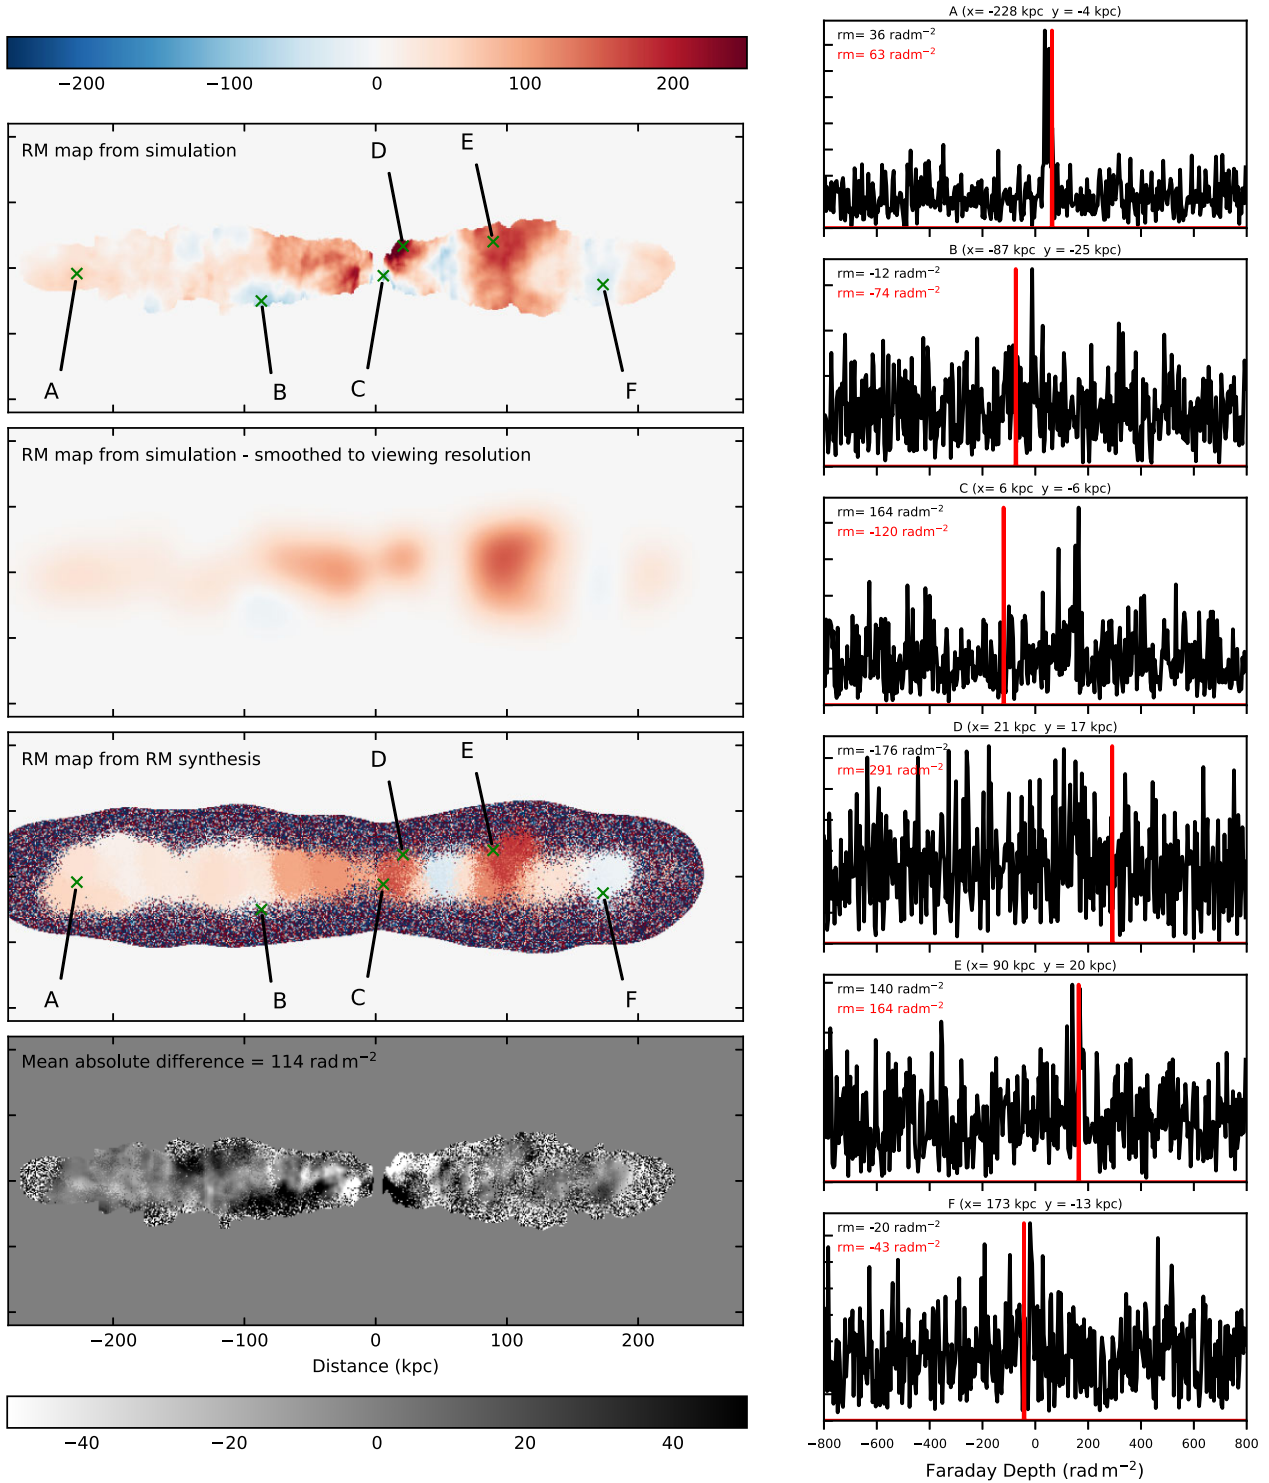 −200 −100 0 100 200
RM map from simulation
A B C D E F
RM map from simulation - smoothed to viewing resolution
RM map from RM synthesis
A B C D E F
Mean absolute difference = 114 rad m⁻²
−200 −100 0 100 200
Distance (kpc)
−40 −20 0 20 40
A (x= -228 kpc y = -4 kpc)
rm= 36 radm⁻²
rm= 63 radm⁻²
B (x= -87 kpc y = -25 kpc)
rm= -12 radm⁻²
rm= -74 radm⁻²
C (x= 6 kpc y = -6 kpc)
rm= 164 radm⁻²
rm= -120 radm⁻²
D (x= 21 kpc y = 17 kpc)
rm= -176 radm⁻²
rm= 291 radm⁻²
E (x= 90 kpc y = 20 kpc)
rm= 140 radm⁻²
rm= 164 radm⁻²
F (x= 173 kpc y = -13 kpc)
rm= -20 radm⁻²
rm= -43 radm⁻²
−800 −600 −400 −200 0 200 400 600 800
Faraday Depth (rad m⁻²)